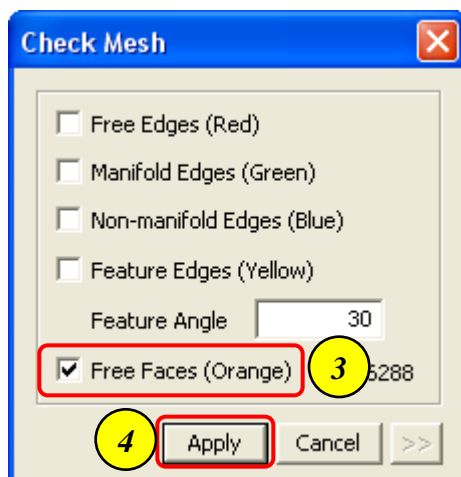 Check Mesh
Free Edges (Red)
Manifold Edges (Green)
Non-manifold Edges (Blue)
Feature Edges (Yellow)
Feature Angle 30
Free Faces (Orange) 3 6288
4 Apply Cancel >>